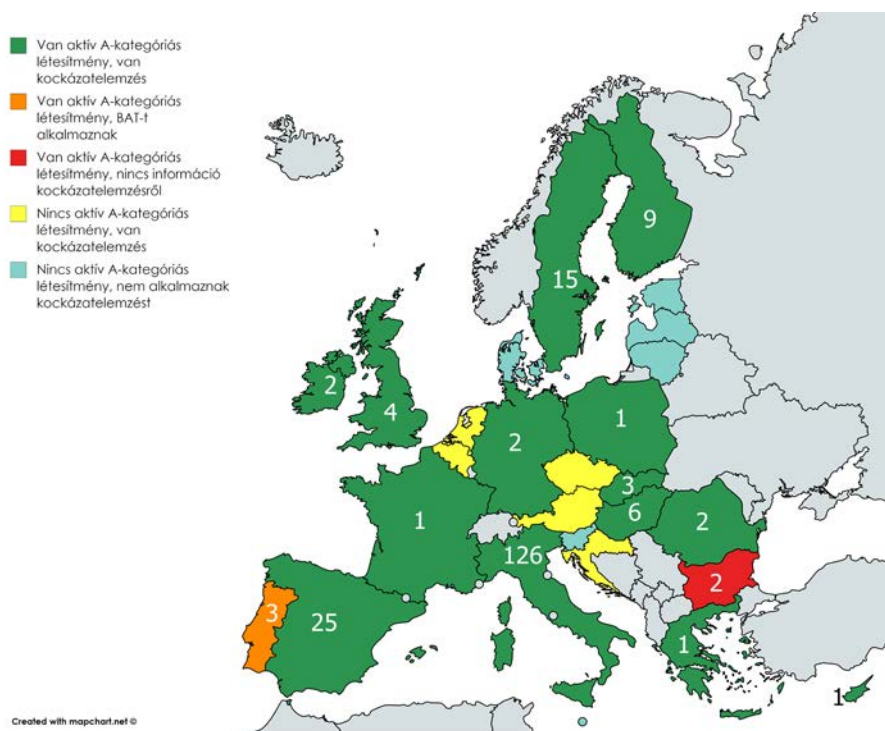 Van aktív A-kategóriás
létesítmény, van
kockázatelemzés
Van aktív A-kategóriás
létesítmény, BAT-t
alkalmaznak
Van aktív A-kategóriás
létesítmény, nincs információ
kockázatelemzésről
Nincs aktív A-kategóriás
létesítmény, van
kockázatelemzés
Nincs aktív A-kategóriás
létesítmény, nem alkalmaznak
kockázatelemzést
9
15
2
4
2
1
3
6
2
1
126
2
3
25
1
1
Created with mapchart.net ©